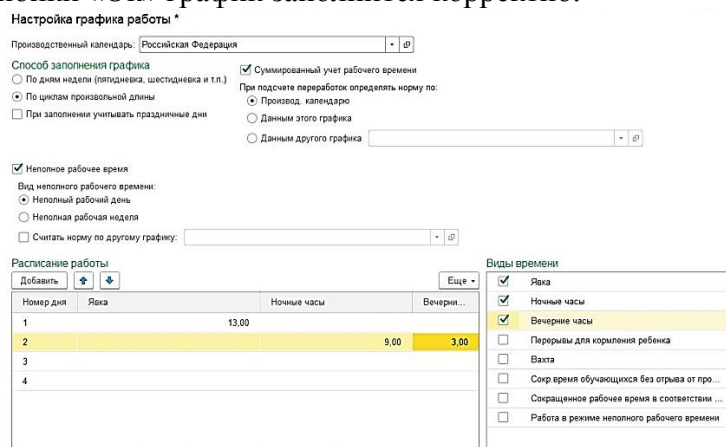 График заполнится корректно.
Настройка графика работы *
Производственный календарь: Российская Федерация
Способ заполнения графика
По дням недели (пятидневка, шестидневка и т.п.)
По циклам произвольной длины
При заполнении учитывать праздничные дни
Суммированный учет рабочего времени
При подсчете переработок определять норму по:
Производ. календарю
Данным этого графика
Данным другого графика
Неполное рабочее время
Вид неполного рабочего времени:
Неполный рабочий день
Неполная рабочая неделя
Считать норму по другому графику:
Расписание работы
Добавить Еще
Номер дня Явка Ночные часы Вечерни...
1 13,00
2 9,00 3,00
3
4
Виды времени
Явка
Ночные часы
Вечерние часы
Перерывы для кормления ребенка
Вахта
Сокр.время обучающихся без отрыва от про...
Сокращенное рабочее время в соответствии ...
Работа в режиме неполного рабочего времени